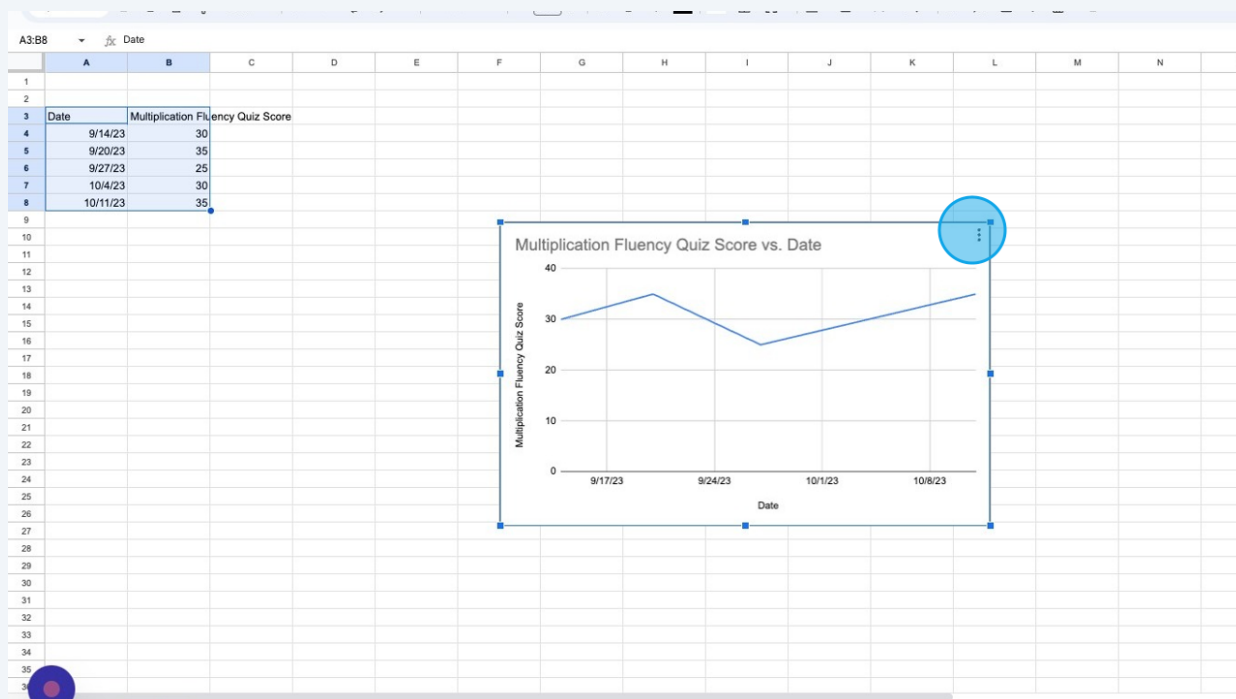 A3:B8 fx Date
A B C D E F G H I J K L M N
1
2
3 Date Multiplication Fluency Quiz Score
4 9/14/23 30
5 9/20/23 35
6 9/27/23 25
7 10/4/23 30
8 10/11/23 35
9
10
11
12
13
14
15
16
17
18
19
20
21
22
23
24
25
26
27
28
29
30
31
32
33
34
35
Multiplication Fluency Quiz Score vs. Date
Multiplication Fluency Quiz Score
40
30
20
10
0
9/17/23 9/24/23 10/1/23 10/8/23
Date